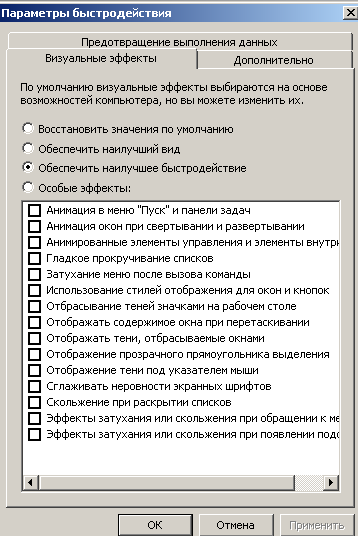 Параметры быстродействия
Предотвращение выполнения данных
Визуальные эффекты
Дополнительно
По умолчанию визуальные эффекты выбираются на основе
возможностей компьютера, но вы можете изменить их.
Восстановить значения по умолчанию
Обеспечить наилучший вид
Обеспечить наилучшее быстродействие
Особые эффекты:
Анимация в меню "Пуск" и панели задач
Анимация окон при свертывании и развертывании
Анимированные элементы управления и элементы внутри
Гладкое прокручивание списков
Затухание меню после вызова команды
Использование стилей отображения для окон и кнопок
Отбрасывание теней значками на рабочем столе
Отображать содержимое окна при перетаскивании
Отображать тени, отбрасываемые окнами
Отображение прозрачного прямоугольника выделения
Отображение тени под указателем мыши
Сглаживать неровности экранных шрифтов
Скольжение при раскрытии списков
Эффекты затухания или скольжения при обращении к ме
Эффекты затухания или скольжения при появлении подс
ОК
Отмена
Применить